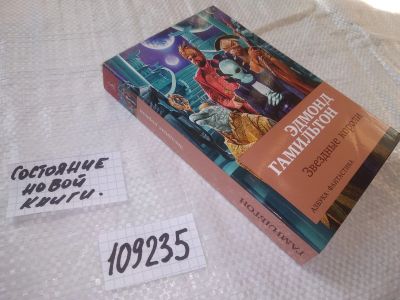 СОСТОЯНИЕ
НОВОЙ
КНИГИ.
109235
ЭДМОНД
ГАМИЛЬТОН
Звездные короли
АЗБУКА-ФАНТАСТИКА
ГАМИЛЬТОН